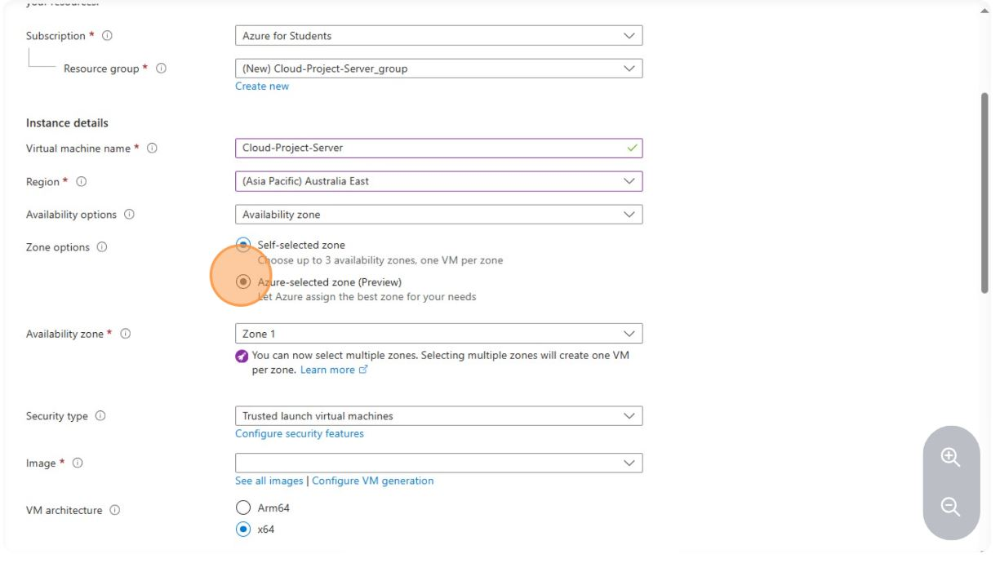 your resources.
Subscription *
Azure for Students
Resource group *
(New) Cloud-Project-Server_group
Create new
Instance details
Virtual machine name *
Cloud-Project-Server
Region *
(Asia Pacific) Australia East
Availability options
Availability zone
Zone options
Self-selected zone
Choose up to 3 availability zones, one VM per zone
Azure-selected zone (Preview)
Let Azure assign the best zone for your needs
Availability zone *
Zone 1
You can now select multiple zones. Selecting multiple zones will create one VM
per zone. Learn more
Security type
Trusted launch virtual machines
Configure security features
Image *
See all images | Configure VM generation
VM architecture
Arm64
x64